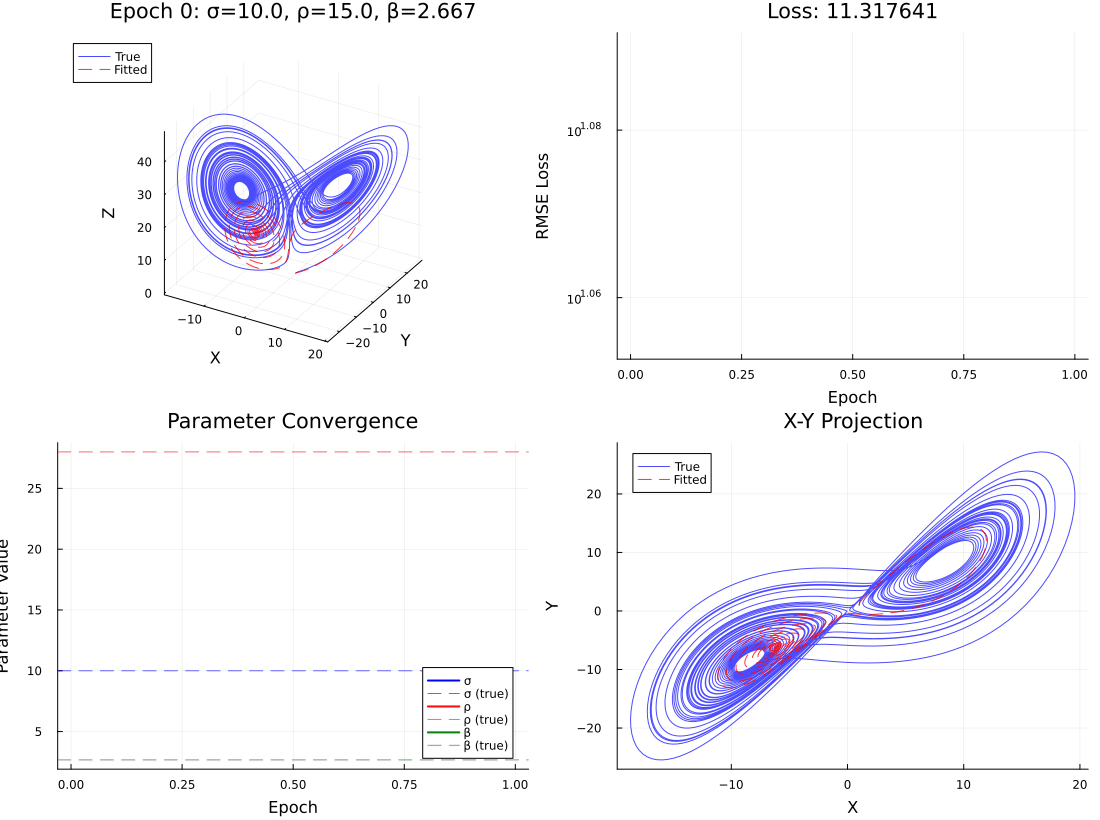 Epoch 0: σ=10.0, ρ=15.0, β=2.667
True
Fitted
Z
40
30
20
10
0
−10
0
10
20
X
−20
−10
0
10
20
Y
Loss: 11.317641
RMSE Loss
10^1.08
10^1.06
0.00 0.25 0.50 0.75 1.00
Epoch
Parameter Convergence
Parameter Value
25
20
15
10
5
σ
σ (true)
ρ
ρ (true)
β
β (true)
0.00 0.25 0.50 0.75 1.00
Epoch
X-Y Projection
True
Fitted
Y
20
10
0
−10
−20
−10 0 10 20
X